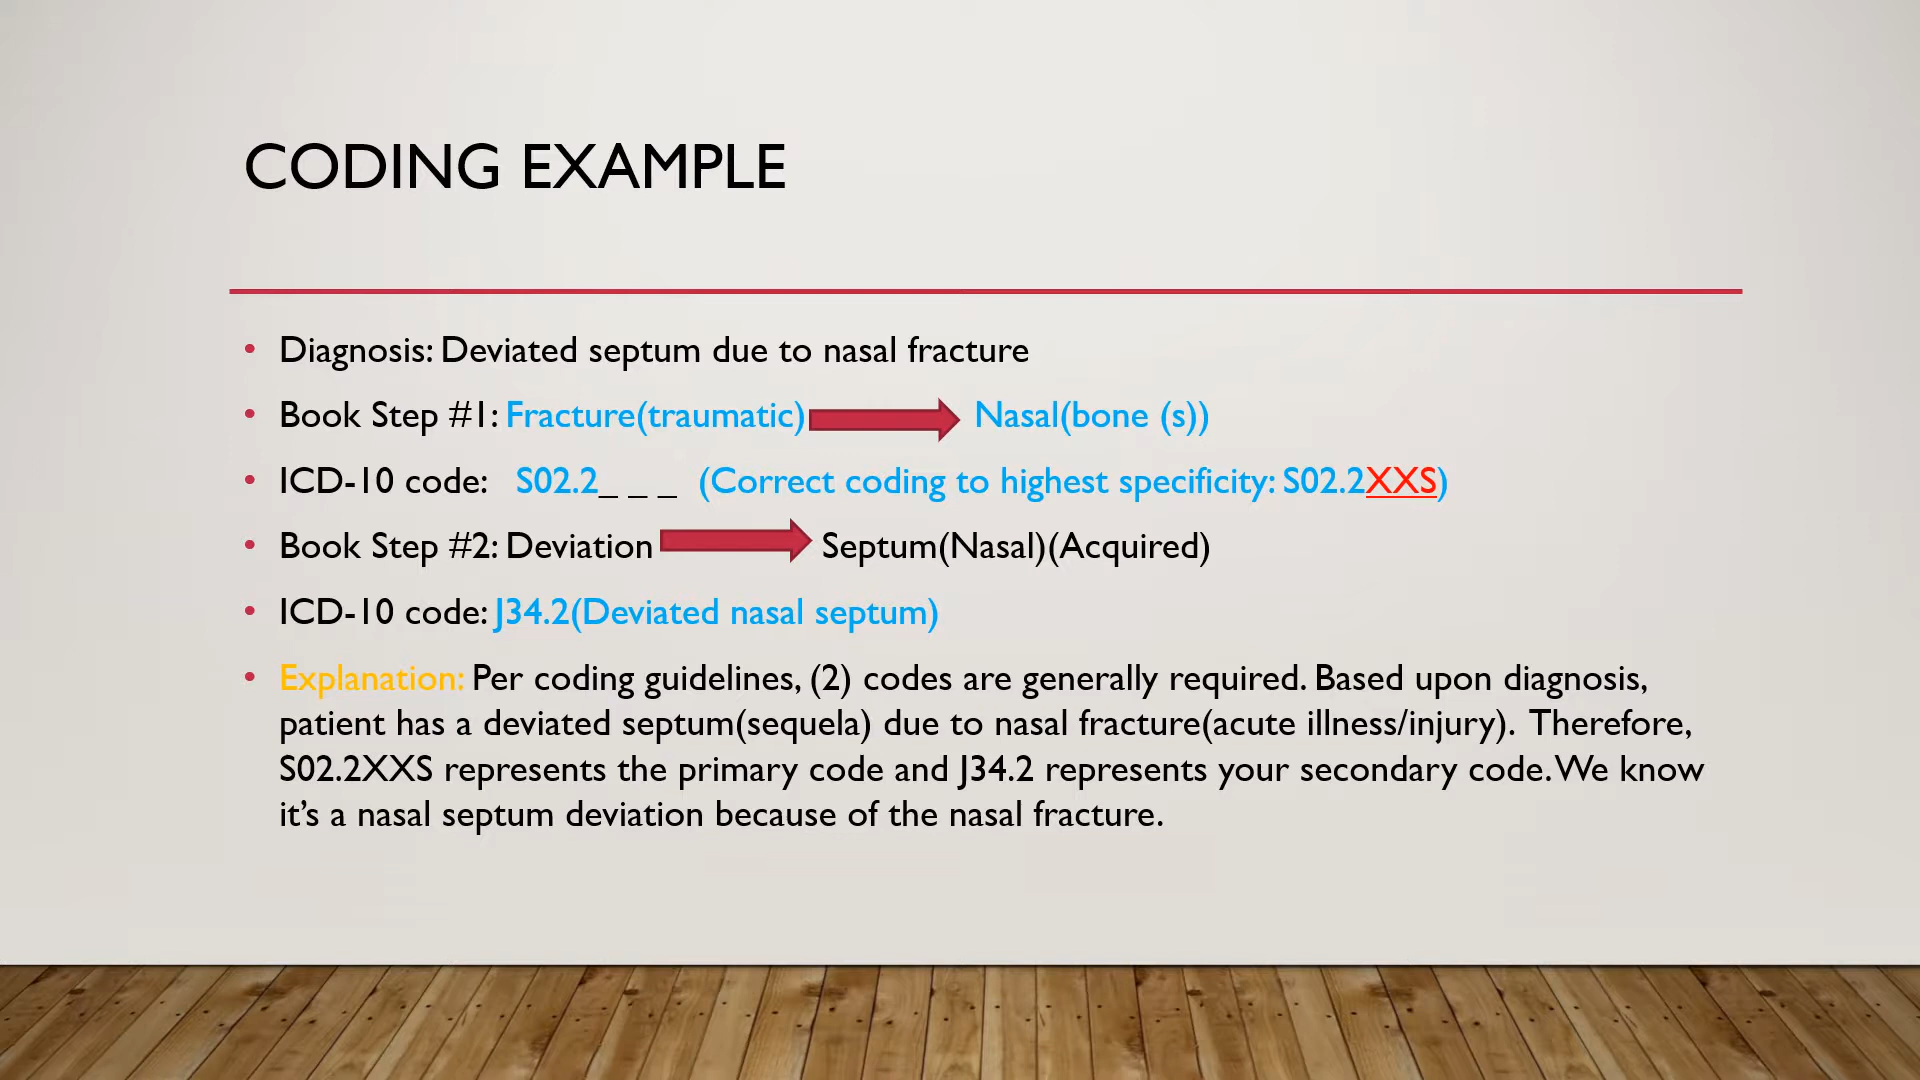 CODING EXAMPLE
• Diagnosis: Deviated septum due to nasal fracture
• Book Step #1: Fracture(traumatic) Nasal(bone (s))
• ICD-10 code: S02.2_ _ _ (Correct coding to highest specificity: S02.2XXS)
• Book Step #2: Deviation Septum(Nasal)(Acquired)
• ICD-10 code: J34.2(Deviated nasal septum)
• Explanation: Per coding guidelines, (2) codes are generally required. Based upon diagnosis,
patient has a deviated septum(sequela) due to nasal fracture(acute illness/injury). Therefore,
S02.2XXS represents the primary code and J34.2 represents your secondary code. We know
it's a nasal septum deviation because of the nasal fracture.